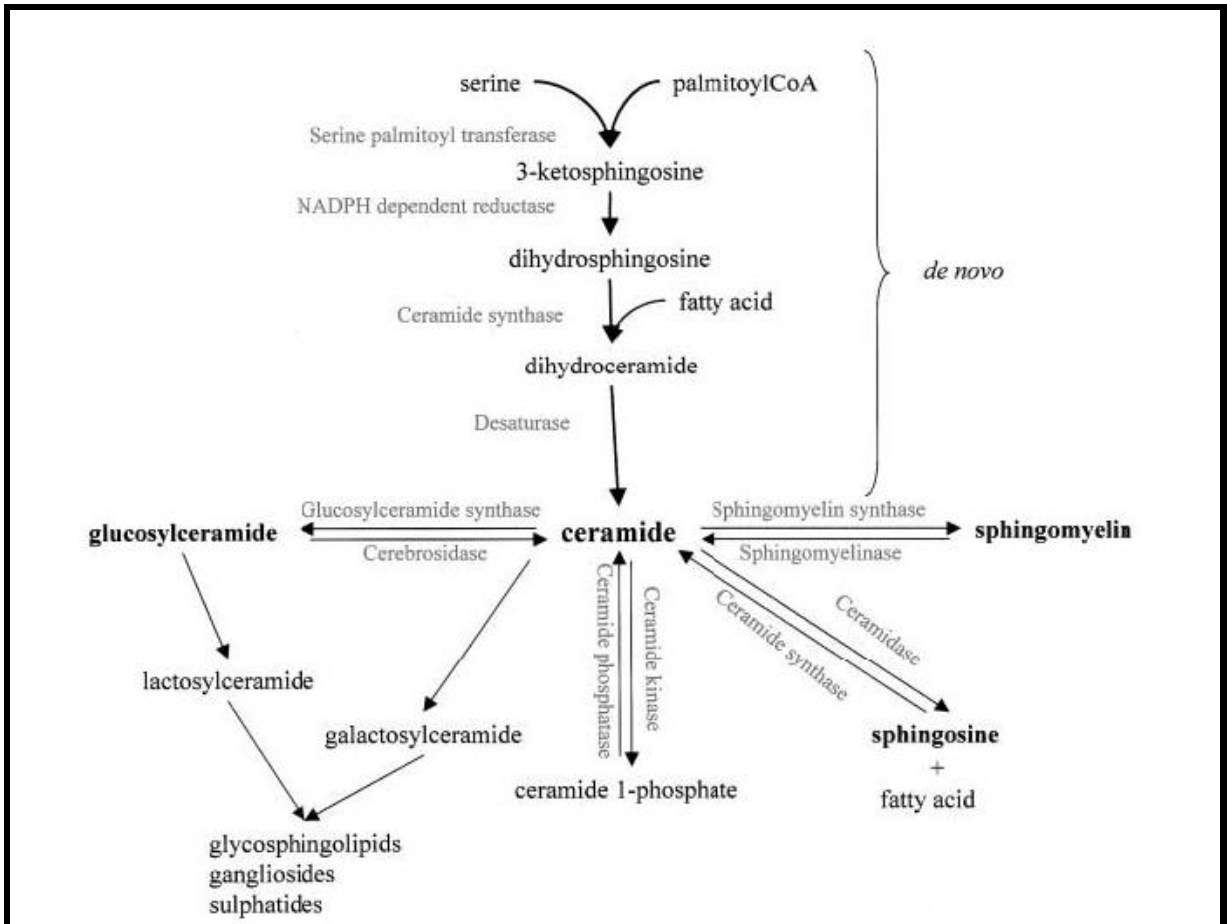 serine palmitoylCoA
Serine palmitoyl transferase
3-ketosphingosine
NADPH dependent reductase
dihydrosphingosine
de novo
fatty acid
Ceramide synthase
dihydroceramide
Desaturase
Glucosylceramide synthase
Sphingomyelin synthase
glucosylceramide
ceramide
sphingomyelin
Cerebrosidase
Sphingomyelinase
Ceramide phosphatase
Ceramide kinase
Ceramide synthase
Ceramidase
lactosylceramide
galactosylceramide
sphingosine
+
fatty acid
ceramide 1-phosphate
glycosphingolipids
gangliosides
sulphatides